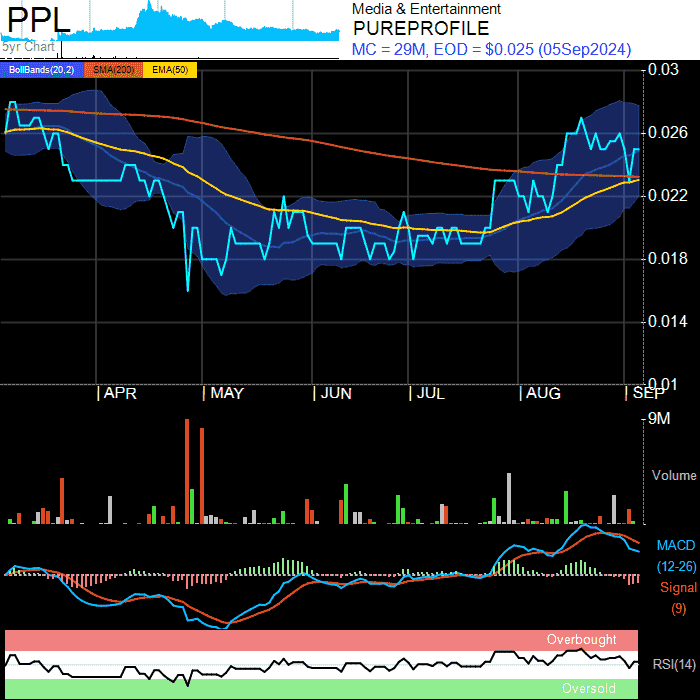 PPL
Media & Entertainment
PUREPROFILE
MC = 29M, EOD = $0.025 (05Sep2024)
5yr Chart
BollBands(20,2) SMA(200) EMA(50)
0.03
0.026
0.022
0.018
0.014
0.01
APR MAY JUN JUL AUG SEP
9M
Volume
MACD
(12-26)
Signal
(9)
Overbought
RSI(14)
Oversold